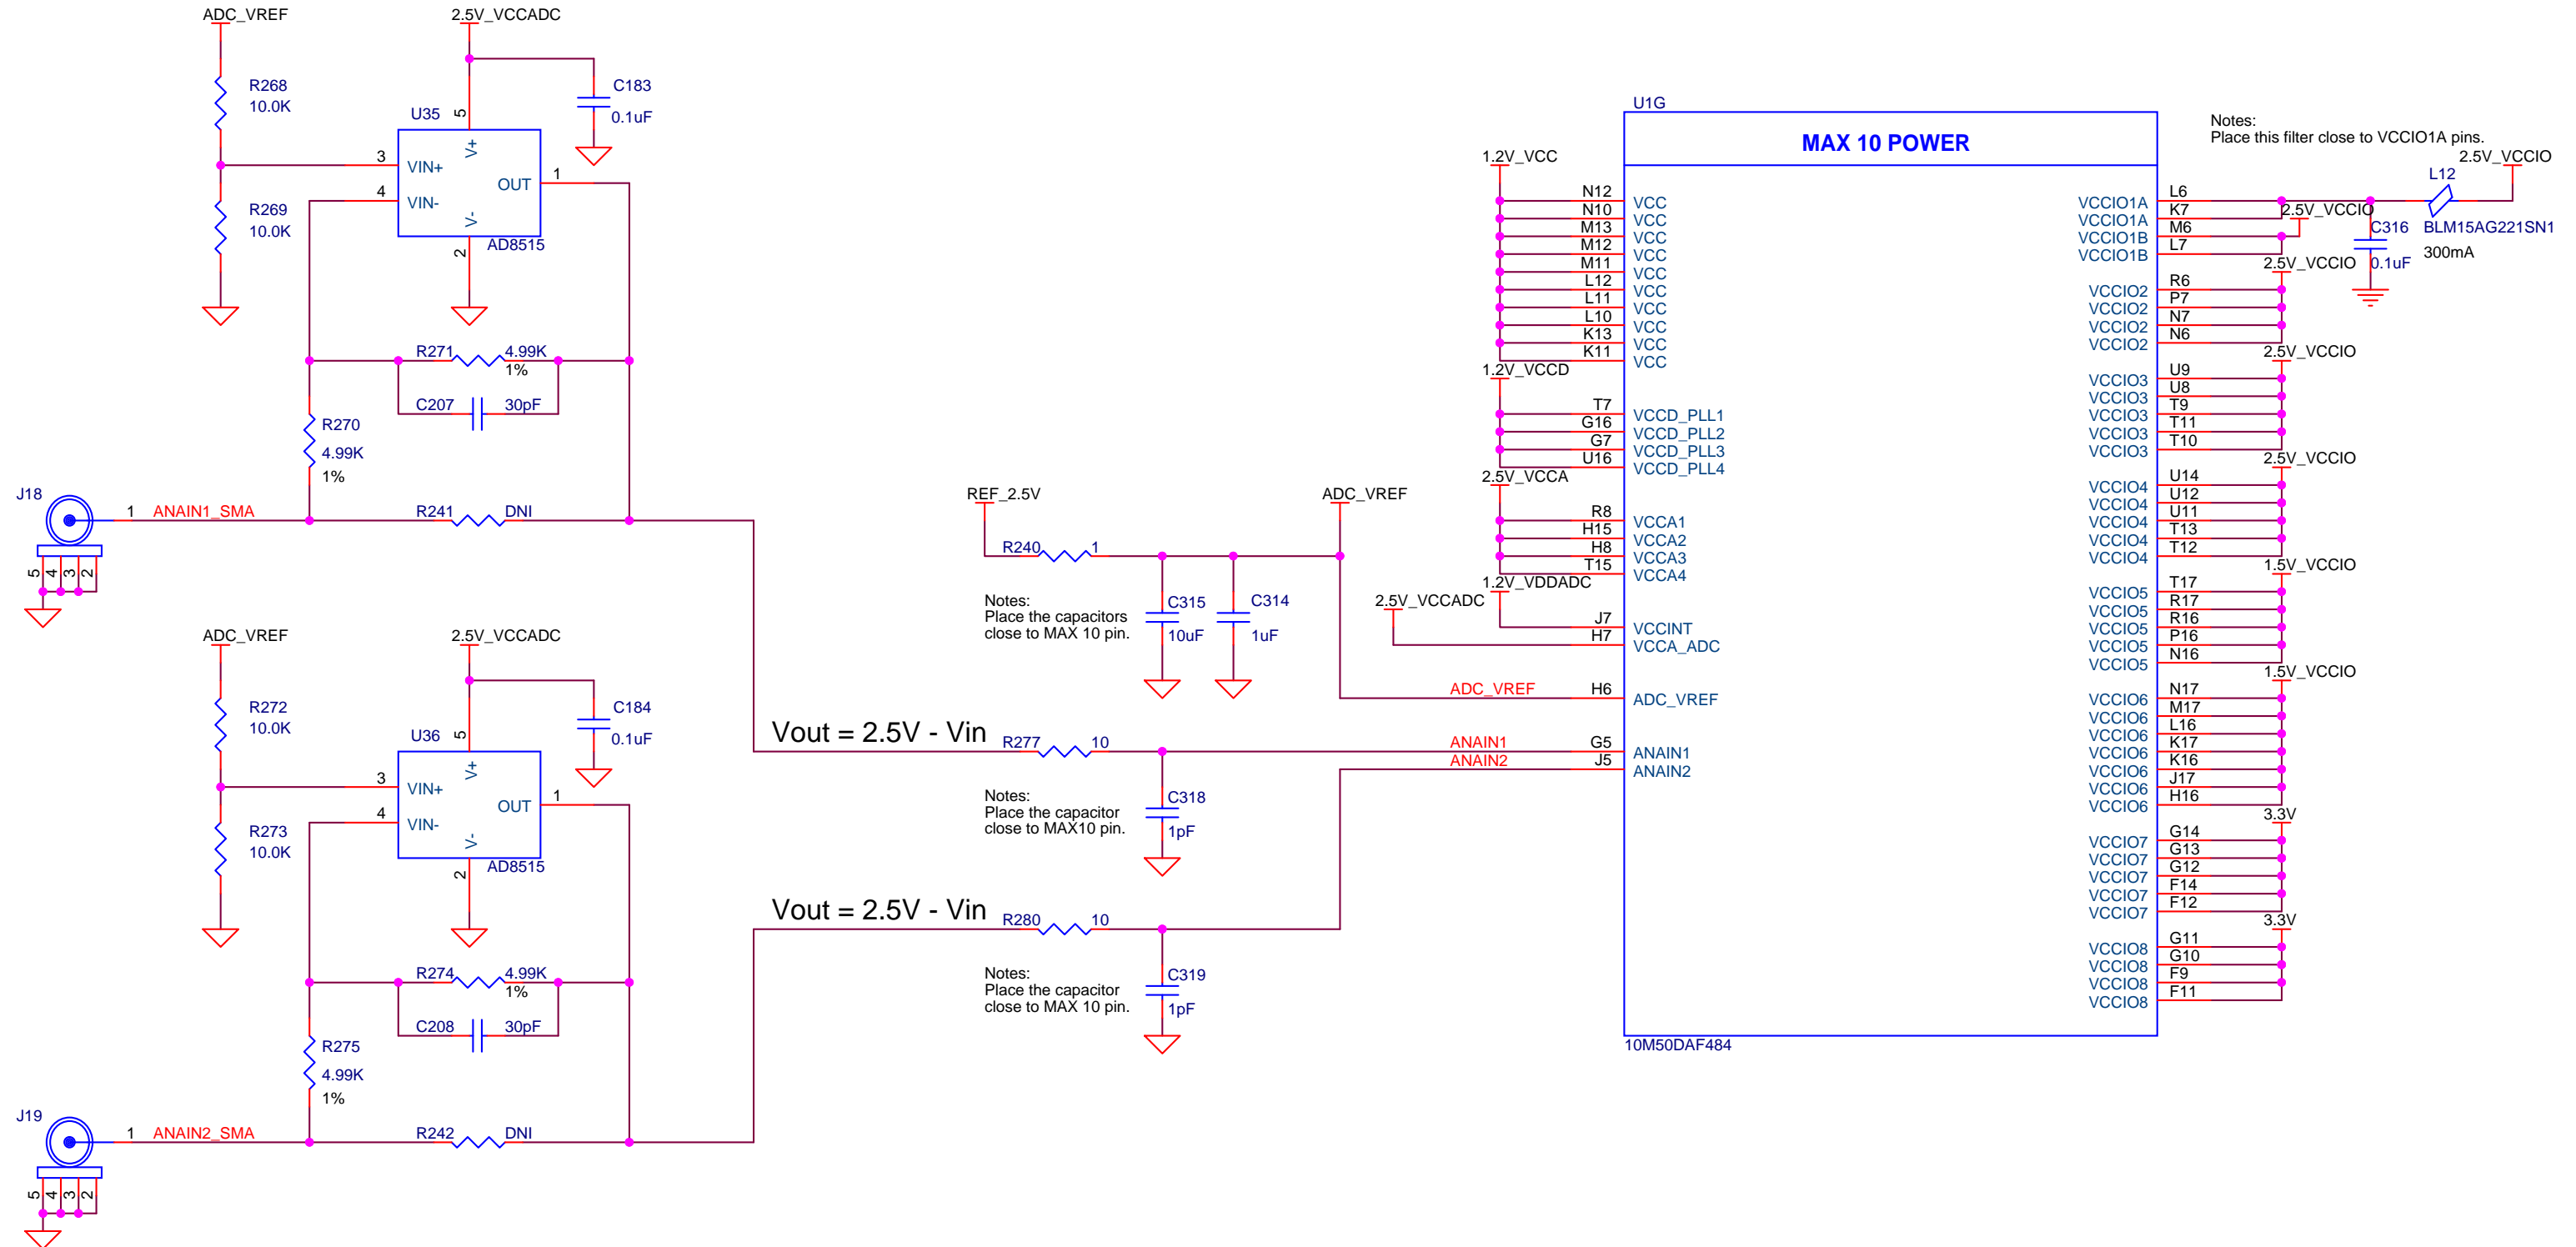 ADC_VREF
2.5V_VCCADC
R268
10.0K
C183
0.1uF
U35
5
V+
3
VIN+
4
VIN-
OUT
1
V-
2
AD8515
R269
10.0K
R271
4.99K
1%
C207
30pF
R270
4.99K
1%
J18
1
ANAIN1_SMA
R241
DNI
5
4
3
2
ADC_VREF
2.5V_VCCADC
R272
10.0K
C184
0.1uF
U36
5
V+
3
VIN+
4
VIN-
OUT
1
V-
2
AD8515
R273
10.0K
R274
4.99K
1%
C208
30pF
R275
4.99K
1%
J19
1
ANAIN2_SMA
R242
DNI
5
4
3
2
REF_2.5V
ADC_VREF
R240
1
Notes:
Place the capacitors
close to MAX 10 pin.
C315
10uF
C314
1uF
Vout = 2.5V - Vin
R277
10
Notes:
Place the capacitor
close to MAX10 pin.
C318
1pF
Vout = 2.5V - Vin
R280
10
Notes:
Place the capacitor
close to MAX 10 pin.
C319
1pF
U1G
MAX 10 POWER
1.2V_VCC
N12 VCC
N10 VCC
M13 VCC
M12 VCC
M11 VCC
L12 VCC
L11 VCC
L10 VCC
K13 VCC
K11 VCC
1.2V_VCCD
T7 VCCD_PLL1
G16 VCCD_PLL2
G7 VCCD_PLL3
U16 VCCD_PLL4
2.5V_VCCA
R8 VCCA1
H15 VCCA2
H8 VCCA3
T15 VCCA4
1.2V_VDDADC
2.5V_VCCADC
J7 VCCINT
H7 VCCA_ADC
ADC_VREF H6 ADC_VREF
ANAIN1 G5 ANAIN1
ANAIN2 J5 ANAIN2
10M50DAF484
Notes:
Place this filter close to VCCIO1A pins.
2.5V_VCCIO
L12
BLM15AG221SN1
300mA
C316
0.1uF
VCCIO1A L6
VCCIO1A K7
2.5V_VCCIO
VCCIO1B M6
VCCIO1B L7
2.5V_VCCIO
VCCIO2 R6
VCCIO2 P7
VCCIO2 N7
VCCIO2 N6
2.5V_VCCIO
VCCIO3 U9
VCCIO3 U8
VCCIO3 T9
VCCIO3 T11
VCCIO3 T10
2.5V_VCCIO
VCCIO4 U14
VCCIO4 U12
VCCIO4 U11
VCCIO4 T13
VCCIO4 T12
1.5V_VCCIO
VCCIO5 T17
VCCIO5 R17
VCCIO5 R16
VCCIO5 P16
VCCIO5 N16
1.5V_VCCIO
VCCIO6 N17
VCCIO6 M17
VCCIO6 L16
VCCIO6 K17
VCCIO6 K16
VCCIO6 J17
VCCIO6 H16
3.3V
VCCIO7 G14
VCCIO7 G13
VCCIO7 G12
VCCIO7 F14
VCCIO7 F12
3.3V
VCCIO8 G11
VCCIO8 G10
VCCIO8 F9
VCCIO8 F11